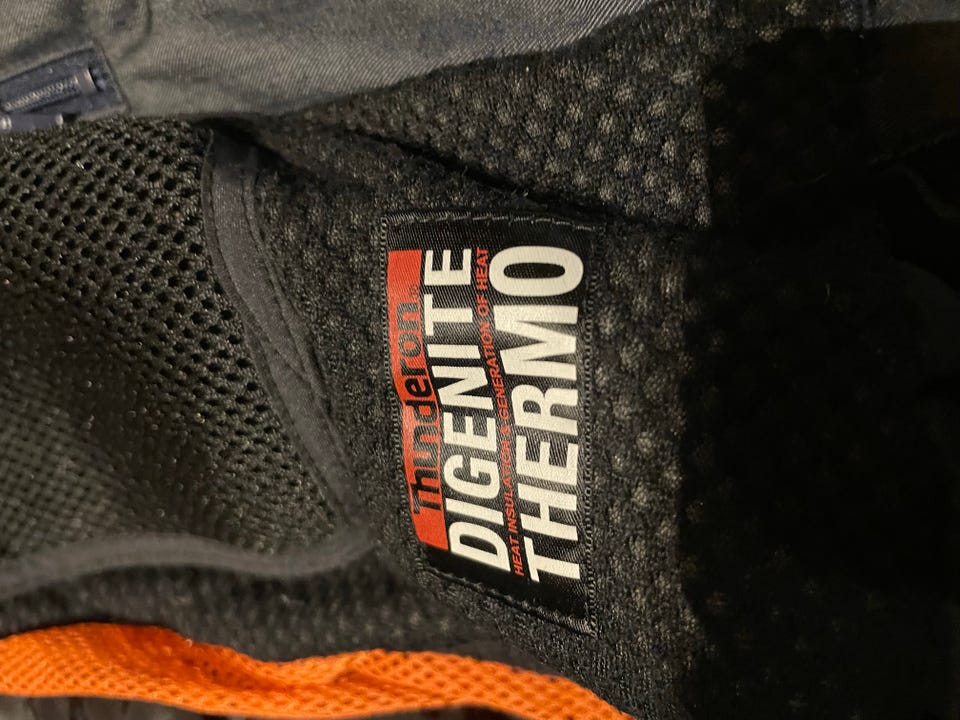 Thunderon
DIGENITE
HEAT INSULATION & GENERATION OF HEAT
THERMO